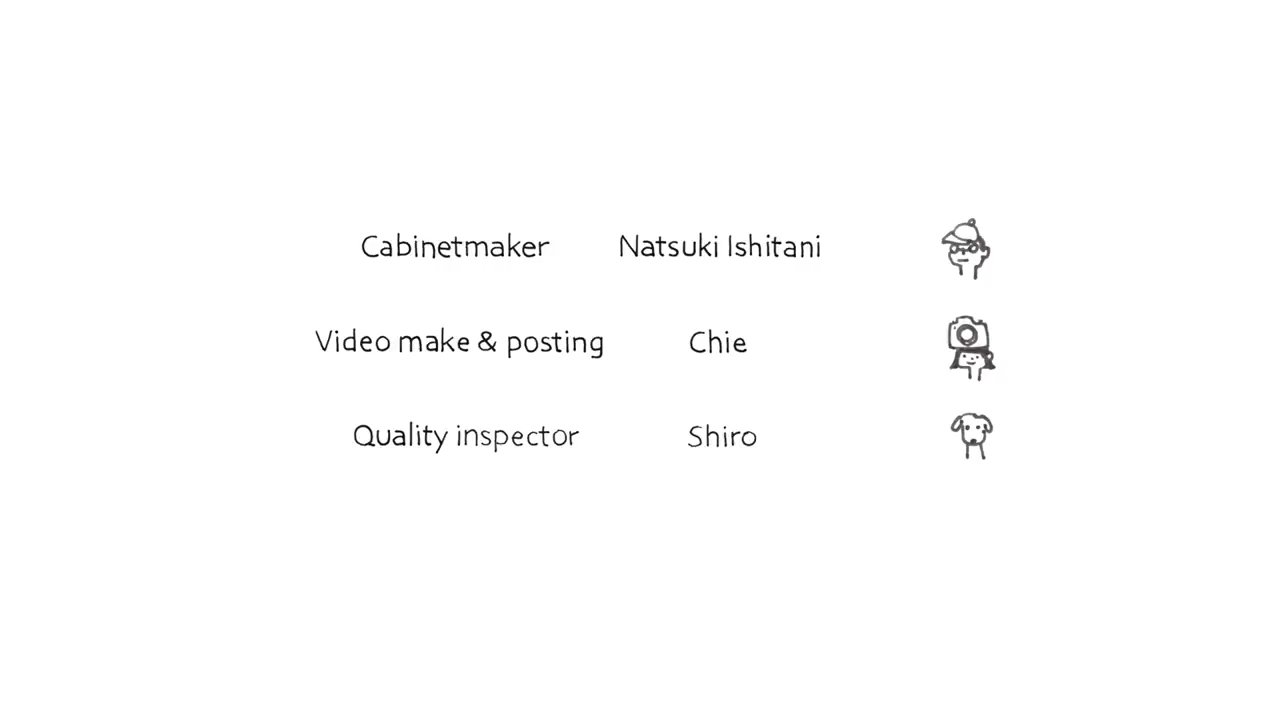 Cabinetmaker Natsuki Ishitani
Video make & posting Chie
Quality inspector Shiro